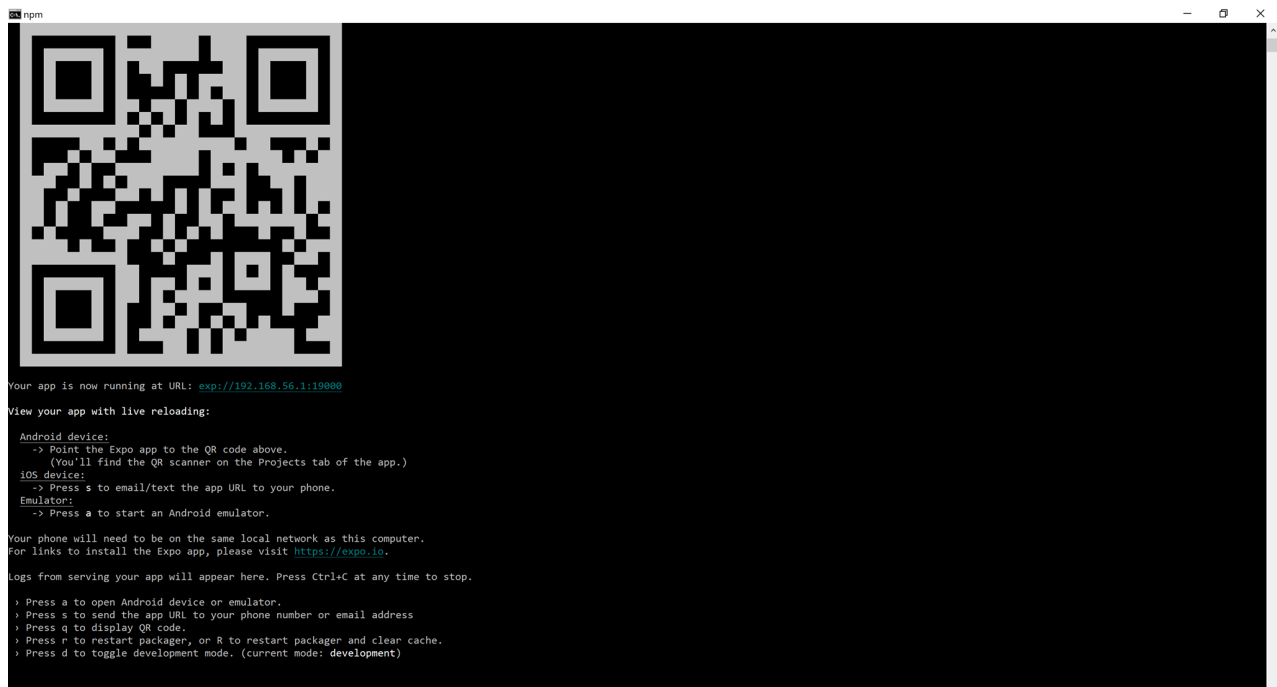 npm
Your app is now running at URL: exp://192.168.56.1:19000
View your app with live reloading:
Android device:
-> Point the Expo app to the QR code above.
(You'll find the QR scanner on the Projects tab of the app.)
iOS device:
-> Press s to email/text the app URL to your phone.
Emulator:
-> Press a to start an Android emulator.
Your phone will need to be on the same local network as this computer.
For links to install the Expo app, please visit https://expo.io.
Logs from serving your app will appear here. Press Ctrl+C at any time to stop.
› Press a to open Android device or emulator.
› Press s to send the app URL to your phone number or email address
› Press q to display QR code.
› Press r to restart packager, or R to restart packager and clear cache.
› Press d to toggle development mode. (current mode: development)